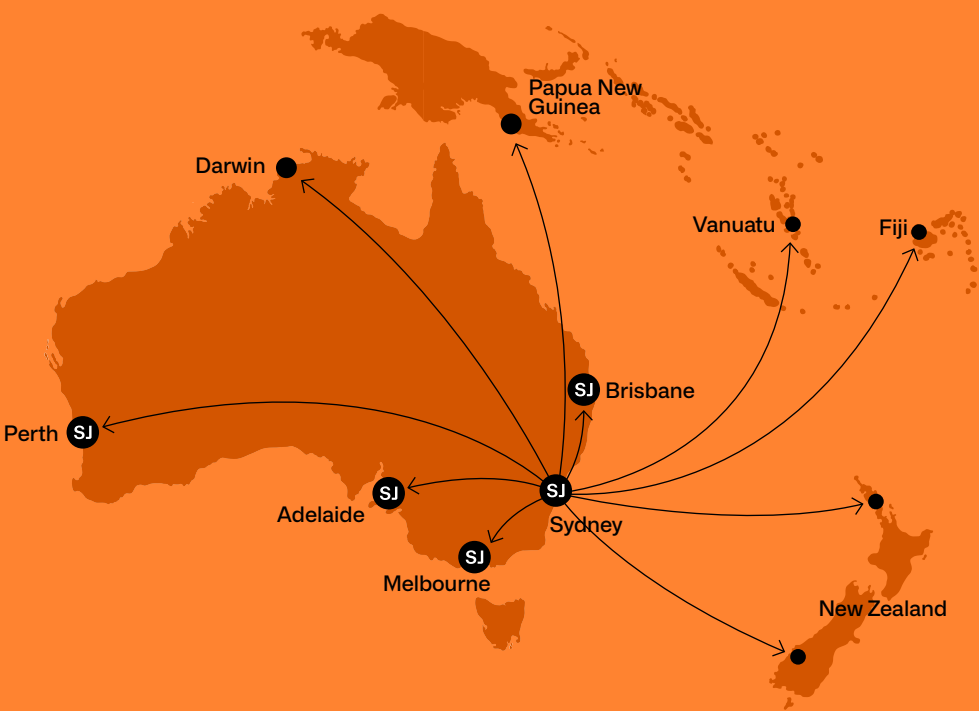 Papua New
Guinea
Darwin
Vanuatu
Fiji
SJ Brisbane
Perth SJ
SJ
Adelaide
SJ
Sydney
SJ
Melbourne
New Zealand